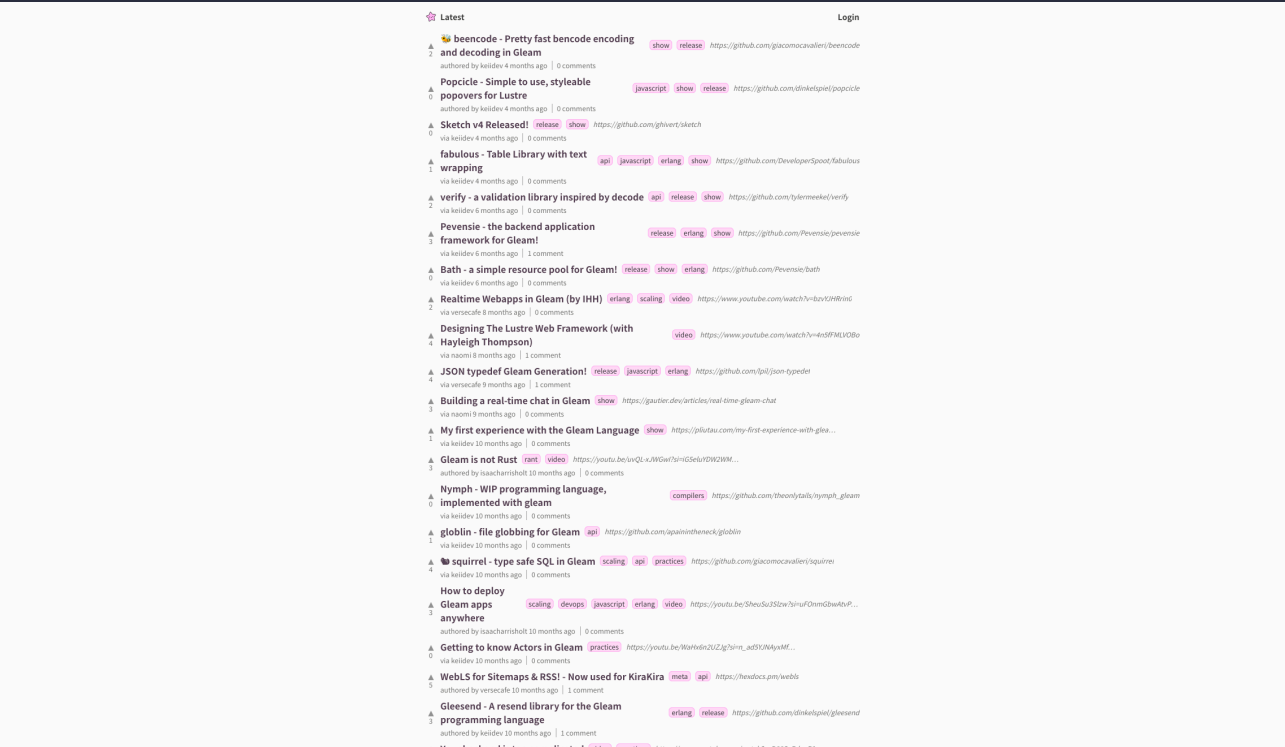 Latest Login
🐝 beencode - Pretty fast bencode encoding
and decoding in Gleam
show release https://github.com/giacomocavalieri/beencode
2
authored by keiidev 4 months ago | 0 comments
Popcicle - Simple to use, styleable
popovers for Lustre
javascript show release https://github.com/dinkelspiel/popcicle
0
authored by keiidev 4 months ago | 0 comments
Sketch v4 Released! release show https://github.com/ghivert/sketch
0
via keiidev 4 months ago | 0 comments
fabulous - Table Library with text
wrapping
api javascript erlang show https://github.com/DeveloperSpoot/fabulous
1
via keiidev 4 months ago | 0 comments
verify - a validation library inspired by decode api release show https://github.com/tylermeekel/verify
2
via keiidev 6 months ago | 0 comments
Pevensie - the backend application
framework for Gleam!
release erlang show https://github.com/Pevensie/pevensie
3
via keiidev 6 months ago | 1 comment
Bath - a simple resource pool for Gleam! release show erlang https://github.com/Pevensie/bath
0
via keiidev 6 months ago | 0 comments
Realtime Webapps in Gleam (by IHH) erlang scaling video
2
via versecafe 8 months ago | 0 comments
Designing The Lustre Web Framework (with
Hayleigh Thompson)
video
4
via naomi 8 months ago | 1 comment
JSON typedef Gleam Generation! release javascript erlang https://github.com/lpil/json-typedef
4
via versecafe 9 months ago | 1 comment
Building a real-time chat in Gleam show https://gautier.dev/articles/real-time-gleam-chat
3
via naomi 9 months ago | 0 comments
My first experience with the Gleam Language show https://pliutau.com/my-first-experience-with-glea…
1
via keiidev 10 months ago | 0 comments
Gleam is not Rust rant video
3
authored by isaacharrisholt 10 months ago | 0 comments
Nymph - WIP programming language,
implemented with gleam
compilers https://github.com/theonlytails/nymph_gleam
0
via keiidev 10 months ago | 0 comments
globlin - file globbing for Gleam api https://github.com/apainintheneck/globlin
1
via keiidev 10 months ago | 0 comments
🐿️ squirrel - type safe SQL in Gleam scaling api practices https://github.com/giacomocavalieri/squirrel
4
via keiidev 10 months ago | 0 comments
How to deploy
Gleam apps
anywhere
scaling devops javascript erlang video
3
authored by isaacharrisholt 10 months ago | 0 comments
Getting to know Actors in Gleam practices
0
via keiidev 10 months ago | 0 comments
WebLS for Sitemaps & RSS! - Now used for KiraKira meta api https://hexdocs.pm/webls
5
authored by versecafe 10 months ago | 1 comment
Gleesend - A resend library for the Gleam
programming language
erlang release https://github.com/dinkelspiel/gleesend
3
authored by keiidev 10 months ago | 1 comment